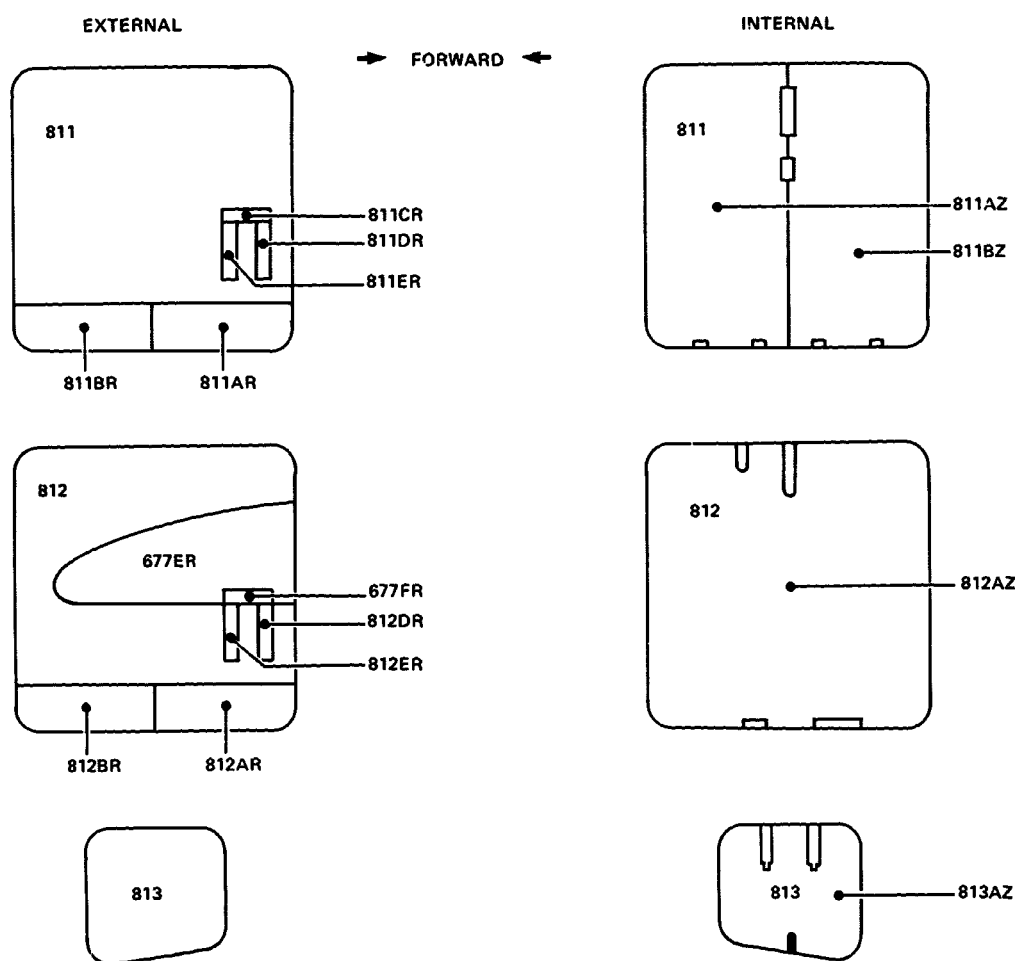 EXTERNAL
FORWARD
INTERNAL
811
811CR
811DR
811ER
811BR
811AR
811
811AZ
811BZ
812
677ER
677FR
812DR
812ER
812BR
812AR
812
812AZ
813
813
813AZ